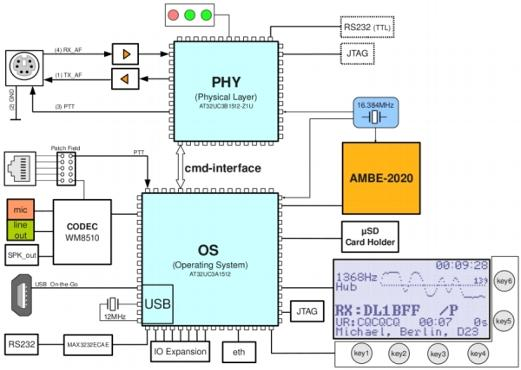 RS232 (TTL)
(4) RX_AF
JTAG
PHY
(1) TX_AF
(Physical Layer)
AT32UC3B1512-Z1U
(2) GND
(3) PTT
16.384MHz
Patch Field
PTT
cmd-interface
AMBE-2020
mic
line
out
CODEC
WM8510
SPK_out
OS
(Operating System)
AT32UC3A1512
µSD
Card Holder
USB On-the Go
USB
12MHz
JTAG
00:09:28
1368Hz
139
Hub
RX:DL1BFF /P
UR:CQCQCQ 00:07 0s
Michael, Berlin, D23
key6
key5
key1
key2
key3
key4
RS232
MAX3232ECAE
IO Expansion
eth